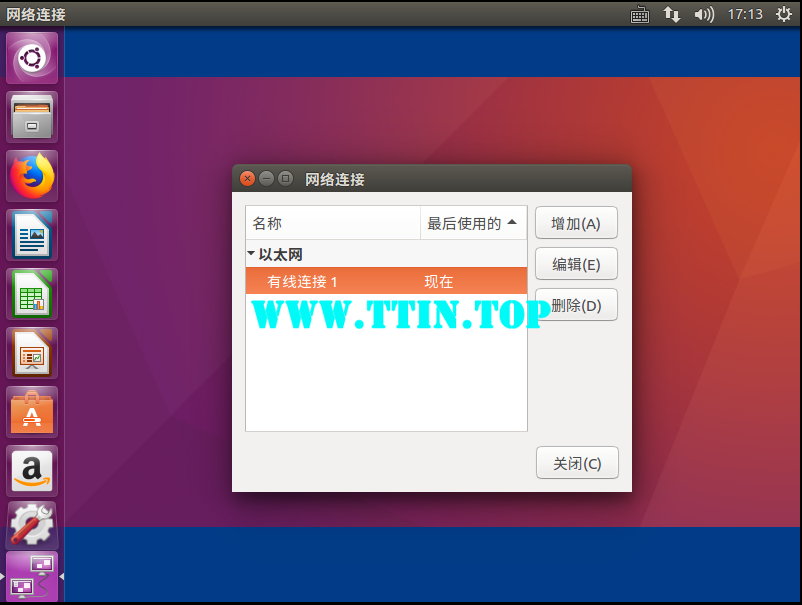 网络连接
17:13
网络连接
名称 最后使用的
增加(A)
以太网
编辑(E)
有线连接 1 现在
WWW.TTIN.TOP
删除(D)
关闭(C)